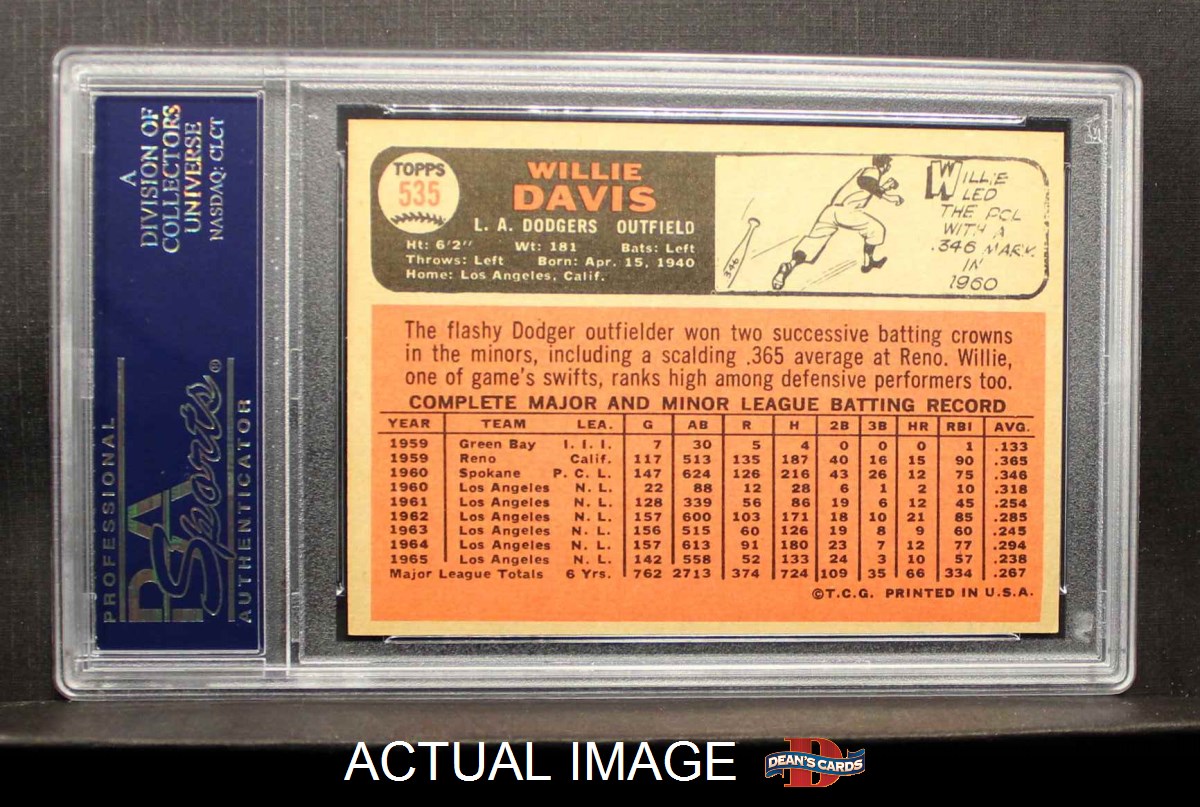 A
DIVISION OF
COLLECTORS
UNIVERSE
NASDAQ: CLCT
PROFESSIONAL
PSA
Sports®
AUTHENTICATOR
TOPPS
535
WILLIE
DAVIS
L. A. DODGERS OUTFIELD
Ht: 6'2" Wt: 181 Bats: Left
Throws: Left Born: Apr. 15, 1940
Home: Los Angeles, Calif.
.346
WILLIE
LED
THE PCL
WITH A
.346 MARK
IN
1960
The flashy Dodger outfielder won two successive batting crowns
in the minors, including a scalding .365 average at Reno. Willie,
one of game's swifts, ranks high among defensive performers too.
COMPLETE MAJOR AND MINOR LEAGUE BATTING RECORD
YEAR TEAM LEA. G AB R H 2B 3B HR RBI AVG.
1959 Green Bay I. I. I. 7 30 5 4 0 0 0 1 .133
1959 Reno Calif. 117 513 135 187 40 16 15 90 .365
1960 Spokane P. C. L. 147 624 126 216 43 26 12 75 .346
1960 Los Angeles N. L. 22 88 12 28 6 1 2 10 .318
1961 Los Angeles N. L. 128 339 56 86 19 6 12 45 .254
1962 Los Angeles N. L. 157 600 103 171 18 10 21 85 .285
1963 Los Angeles N. L. 156 515 60 126 19 8 9 60 .245
1964 Los Angeles N. L. 157 613 91 180 23 7 12 77 .294
1965 Los Angeles N. L. 142 558 52 133 24 3 10 57 .238
Major League Totals 6 Yrs. 762 2713 374 724 109 35 66 334 .267
©T.C.G. PRINTED IN U.S.A.
ACTUAL IMAGE
D
DEAN'S CARDS